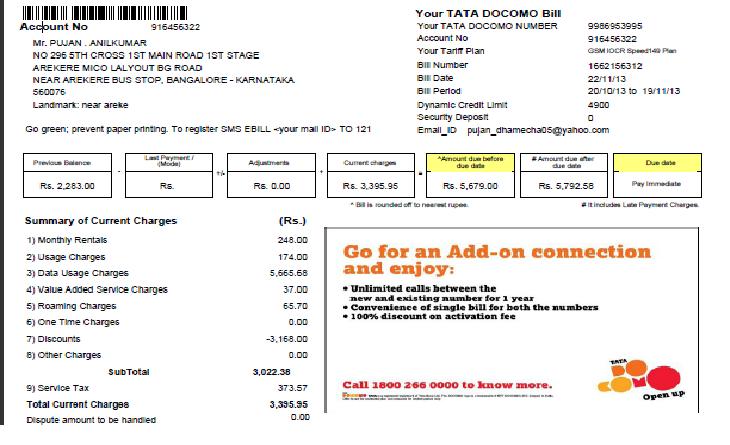 Account No 916456322
Mr. PUJAN . ANILKUMAR
NO 296 5TH CROSS 1ST MAIN ROAD 1ST STAGE
AREKERE MICO LALYOUT BG ROAD
NEAR AREKERE BUS STOP, BANGALORE - KARNATAKA
560076
Landmark: near areke
Go green; prevent paper printing. To register SMS EBILL <your mail ID> TO 121
Your TATA DOCOMO Bill
Your TATA DOCOMO NUMBER 9986953995
Account No 916456322
Your Tariff Plan GSM IOCR Speed149 Plan
Bill Number 1662156312
Bill Date 22/11/13
Bill Period 20/10/13 to 19/11/13
Dynamic Credit Limit 4900
Security Deposit 0
Email_ID pujan_dhamecha05@yahoo.com
Previous Balance
Rs. 2,283.00
-
Last Payment /
(Mode)
Rs.
+/-
Adjustments
Rs. 0.00
+
Current charges
Rs. 3,395.95
=
^Amount due before
due date
Rs. 5,679.00
# Amount due after
due date
Rs. 5,792.58
Due date
Pay Immediate
^ Bill is rounded off to nearest rupee.
# It includes Late Payment Charges.
Summary of Current Charges (Rs.)
1) Monthly Rentals 248.00
2) Usage Charges 174.00
3) Data Usage Charges 5,665.68
4) Value Added Service Charges 37.00
5) Roaming Charges 65.70
6) One Time Charges 0.00
7) Discounts -3,168.00
8) Other Charges 0.00
SubTotal 3,022.38
9) Service Tax 373.57
Total Current Charges 3,395.95
Dispute amount to be handled 0.00
Go for an Add-on connection
and enjoy:
• Unlimited calls between the
new and existing number for 1 year
• Convenience of single bill for both the numbers
• 100% discount on activation fee
Call 1800 266 0000 to know more.
TATA
DOCOMO
Open up